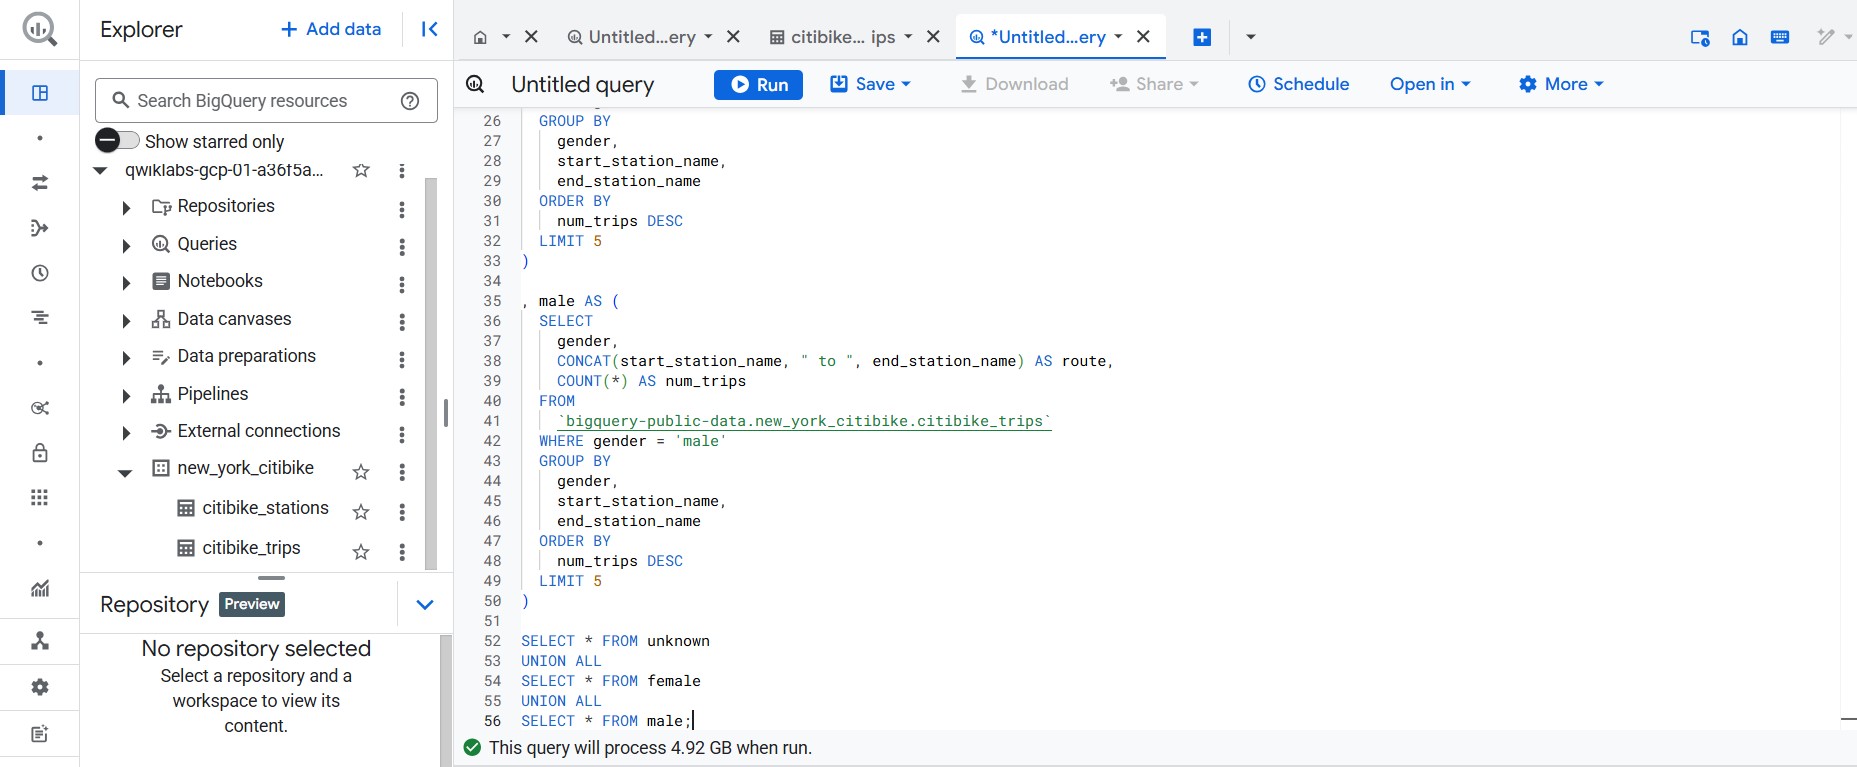 Explorer
+ Add data
Search BigQuery resources
Show starred only
qwiklabs-gcp-01-a36f5a...
Repositories
Queries
Notebooks
Data canvases
Data preparations
Pipelines
External connections
new_york_citibike
citibike_stations
citibike_trips
Repository Preview
No repository selected
Select a repository and a
workspace to view its
content.
Untitled...ery
citibike... ips
*Untitled...ery
Untitled query
Run
Save
Download
Share
Schedule
Open in
More
26 GROUP BY
27 gender,
28 start_station_name,
29 end_station_name
30 ORDER BY
31 num_trips DESC
32 LIMIT 5
33 )
34
35 , male AS (
36 SELECT
37 gender,
38 CONCAT(start_station_name, " to ", end_station_name) AS route,
39 COUNT(*) AS num_trips
40 FROM
41 `bigquery-public-data.new_york_citibike.citibike_trips`
42 WHERE gender = 'male'
43 GROUP BY
44 gender,
45 start_station_name,
46 end_station_name
47 ORDER BY
48 num_trips DESC
49 LIMIT 5
50 )
51
52 SELECT * FROM unknown
53 UNION ALL
54 SELECT * FROM female
55 UNION ALL
56 SELECT * FROM male;
This query will process 4.92 GB when run.